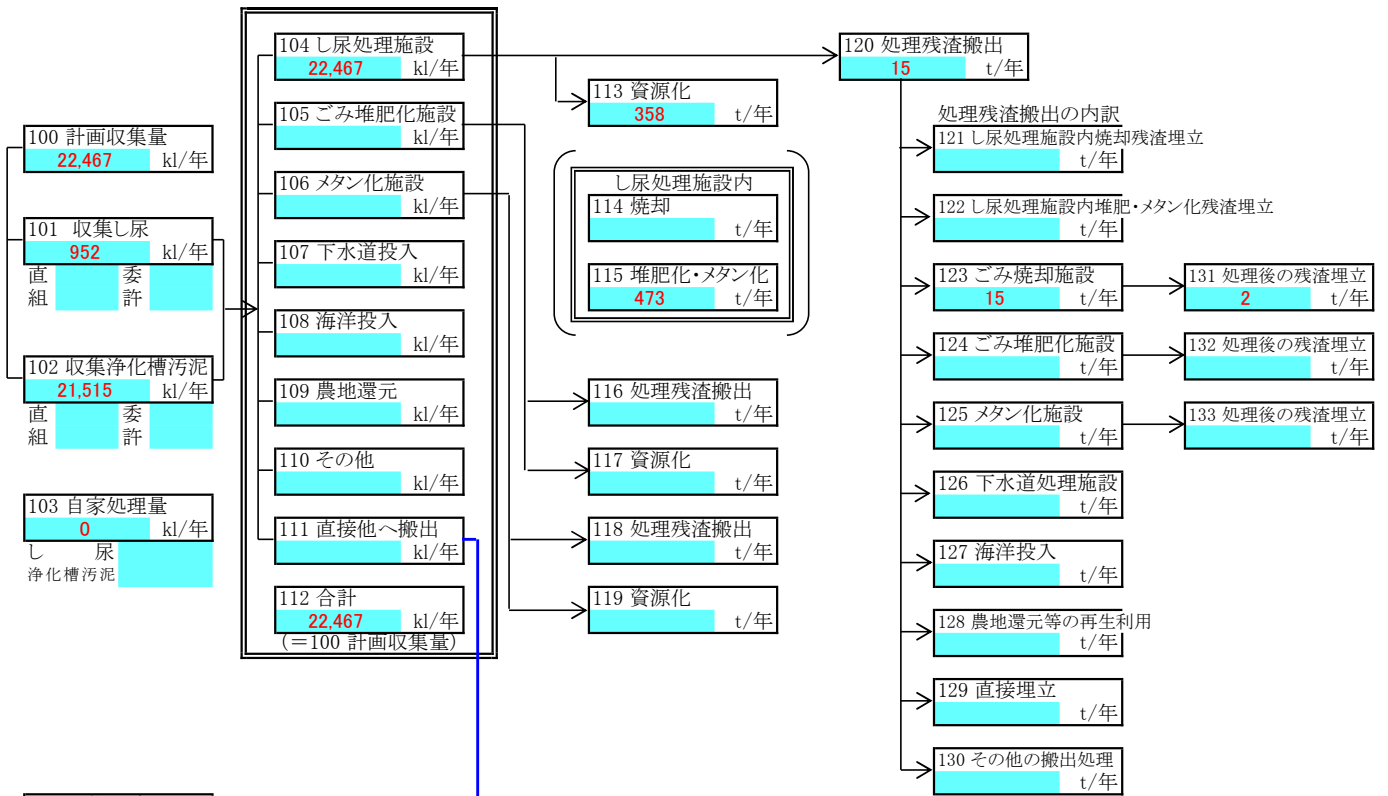 100 計画収集量
22,467 kl/年
101 収集し尿
952 kl/年
直 委
組 許
102 収集浄化槽汚泥
21,515 kl/年
直 委
組 許
103 自家処理量
0 kl/年
し 尿
浄化槽汚泥
104 し尿処理施設
22,467 kl/年
105 ごみ堆肥化施設
kl/年
106 メタン化施設
kl/年
107 下水道投入
kl/年
108 海洋投入
kl/年
109 農地還元
kl/年
110 その他
kl/年
111 直接他へ搬出
kl/年
112 合計
22,467 kl/年
(=100 計画収集量)
113 資源化
358 t/年
し尿処理施設内
114 焼却
t/年
115 堆肥化・メタン化
473 t/年
116 処理残渣搬出
t/年
117 資源化
t/年
118 処理残渣搬出
t/年
119 資源化
t/年
120 処理残渣搬出
15 t/年
処理残渣搬出の内訳
121 し尿処理施設内焼却残渣埋立
t/年
122 し尿処理施設内堆肥・メタン化残渣埋立
t/年
123 ごみ焼却施設
15 t/年
124 ごみ堆肥化施設
t/年
125 メタン化施設
t/年
126 下水道処理施設
t/年
127 海洋投入
t/年
128 農地還元等の再生利用
t/年
129 直接埋立
t/年
130 その他の搬出処理
t/年
131 処理後の残渣埋立
2 t/年
132 処理後の残渣埋立
t/年
133 処理後の残渣埋立
t/年